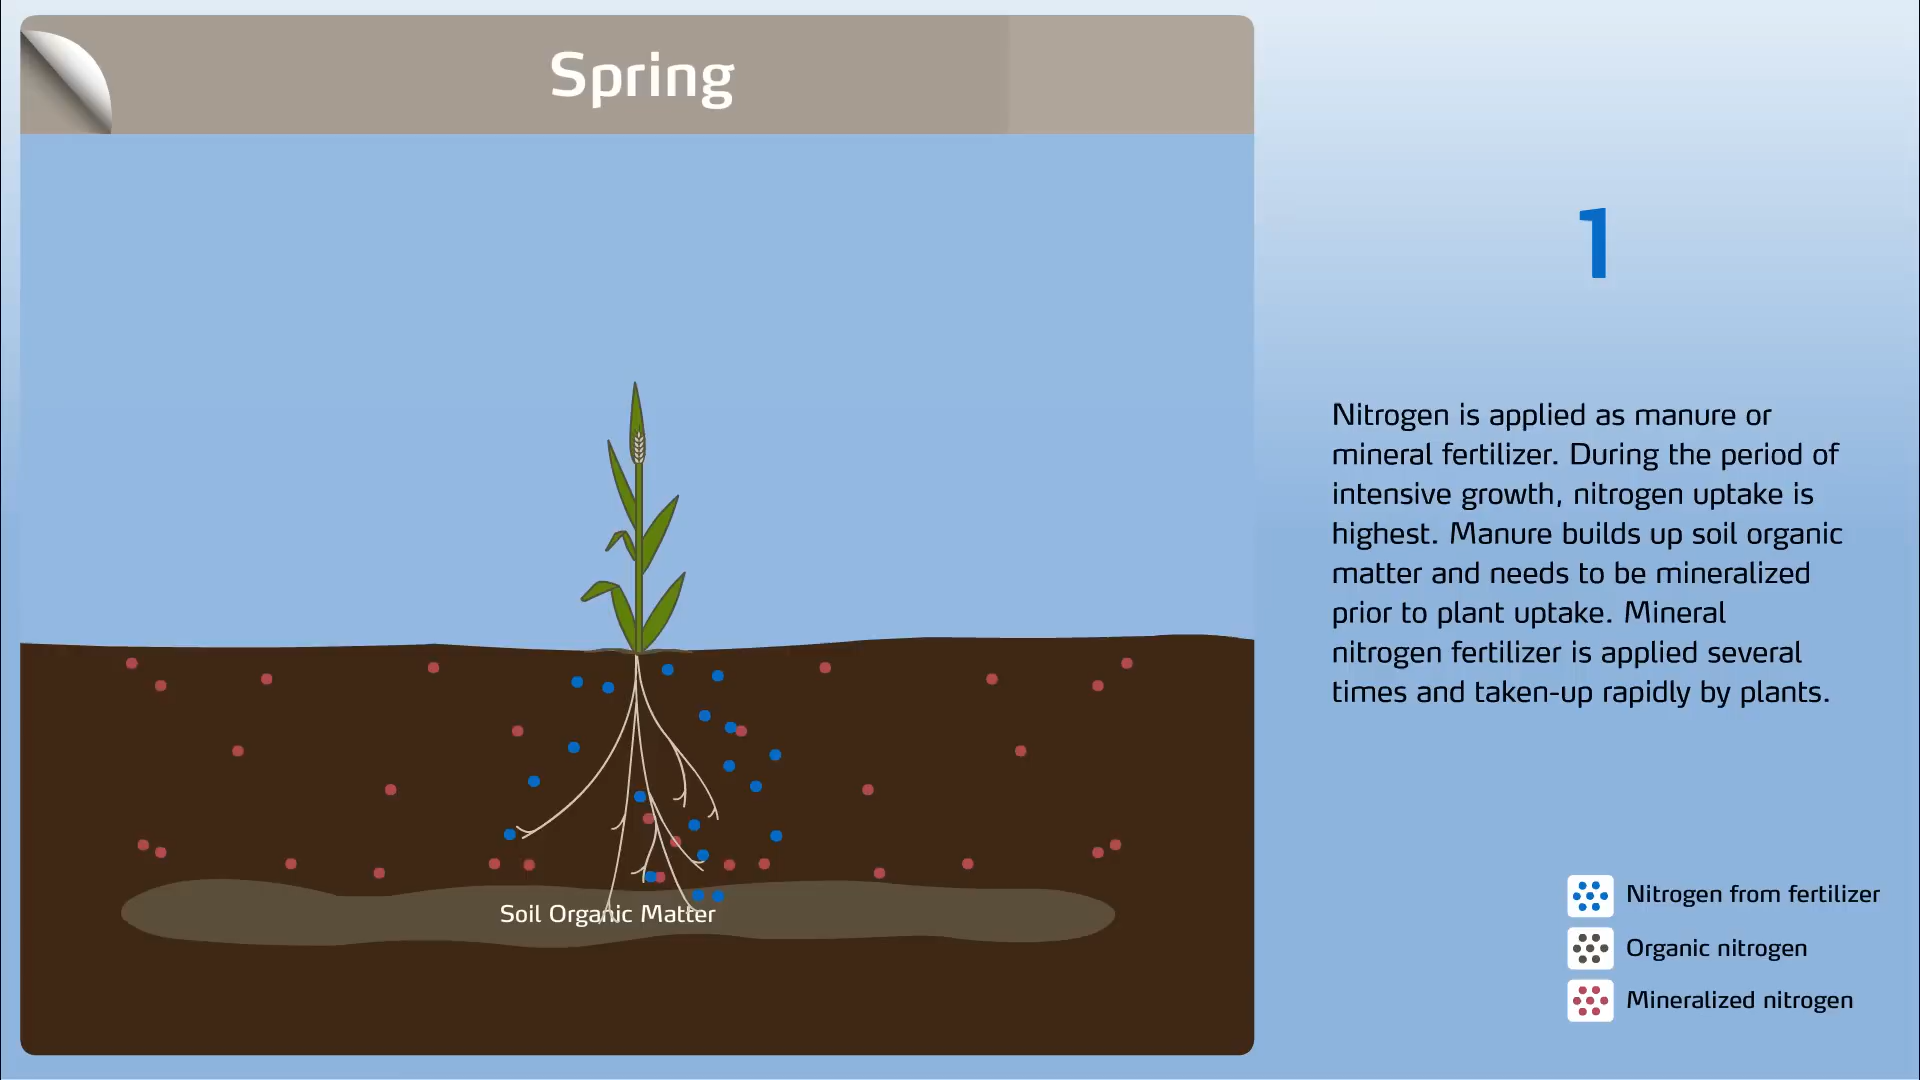 Spring
1
Nitrogen is applied as manure or
mineral fertilizer. During the period of
intensive growth, nitrogen uptake is
highest. Manure builds up soil organic
matter and needs to be mineralized
prior to plant uptake. Mineral
nitrogen fertilizer is applied several
times and taken-up rapidly by plants.
Soil Organic Matter
Nitrogen from fertilizer
Organic nitrogen
Mineralized nitrogen